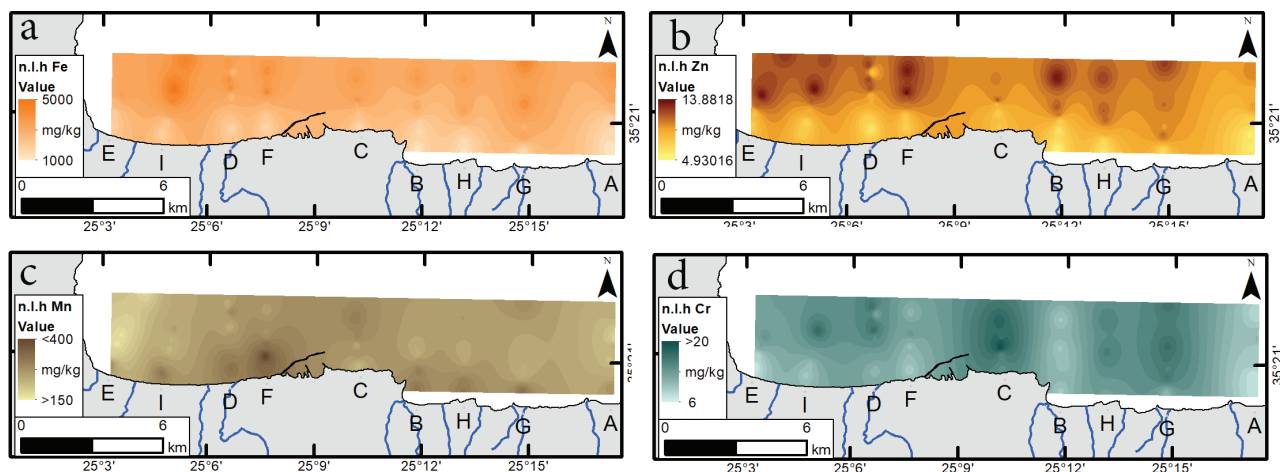 a
N
n.l.h Fe
Value
5000
mg/kg
1000
35°21'
E
I
D
F
C
B
H
G
A
0
6
km
25°3'
25°6'
25°9'
25°12'
25°15'
b
N
n.l.h Zn
Value
13.8818
mg/kg
4.93016
35°21'
E
I
D
F
C
B
H
G
A
0
6
km
25°3'
25°6'
25°9'
25°12'
25°15'
c
N
n.l.h Mn
Value
<400
mg/kg
>150
E
I
D
F
C
B
H
G
A
0
6
km
25°3'
25°6'
25°9'
25°12'
25°15'
d
N
n.l.h Cr
Value
>20
mg/kg
6
35°21'
E
I
D
F
C
B
H
G
A
0
6
km
25°3'
25°6'
25°9'
25°12'
25°15'